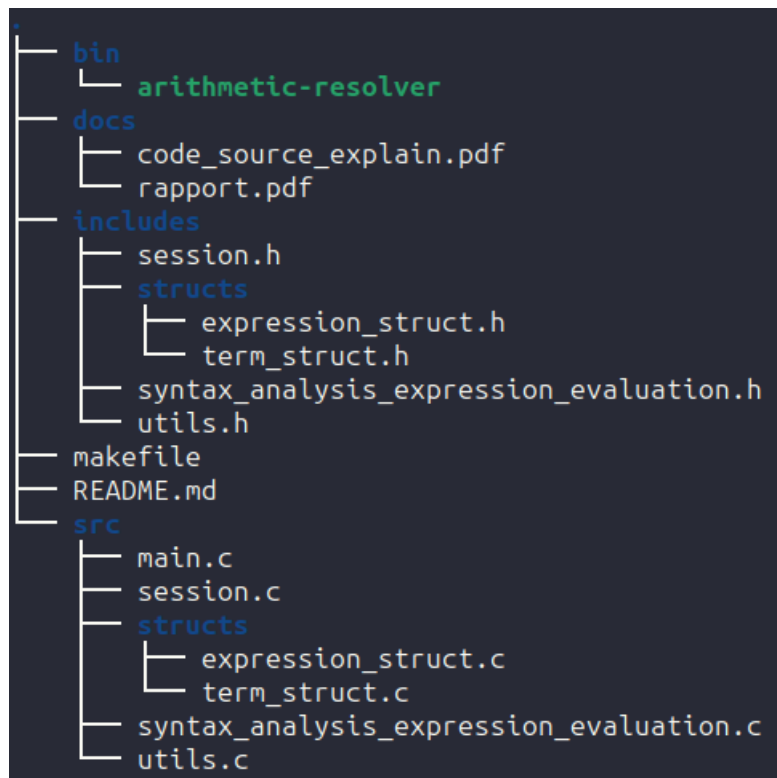 .
├── bin
│   └── arithmetic-resolver
├── docs
│   ├── code_source_explain.pdf
│   └── rapport.pdf
├── includes
│   ├── session.h
│   ├── structs
│   │   ├── expression_struct.h
│   │   └── term_struct.h
│   ├── syntax_analysis_expression_evaluation.h
│   └── utils.h
├── makefile
├── README.md
└── src
    ├── main.c
    ├── session.c
    ├── structs
    │   ├── expression_struct.c
    │   └── term_struct.c
    ├── syntax_analysis_expression_evaluation.c
    └── utils.c